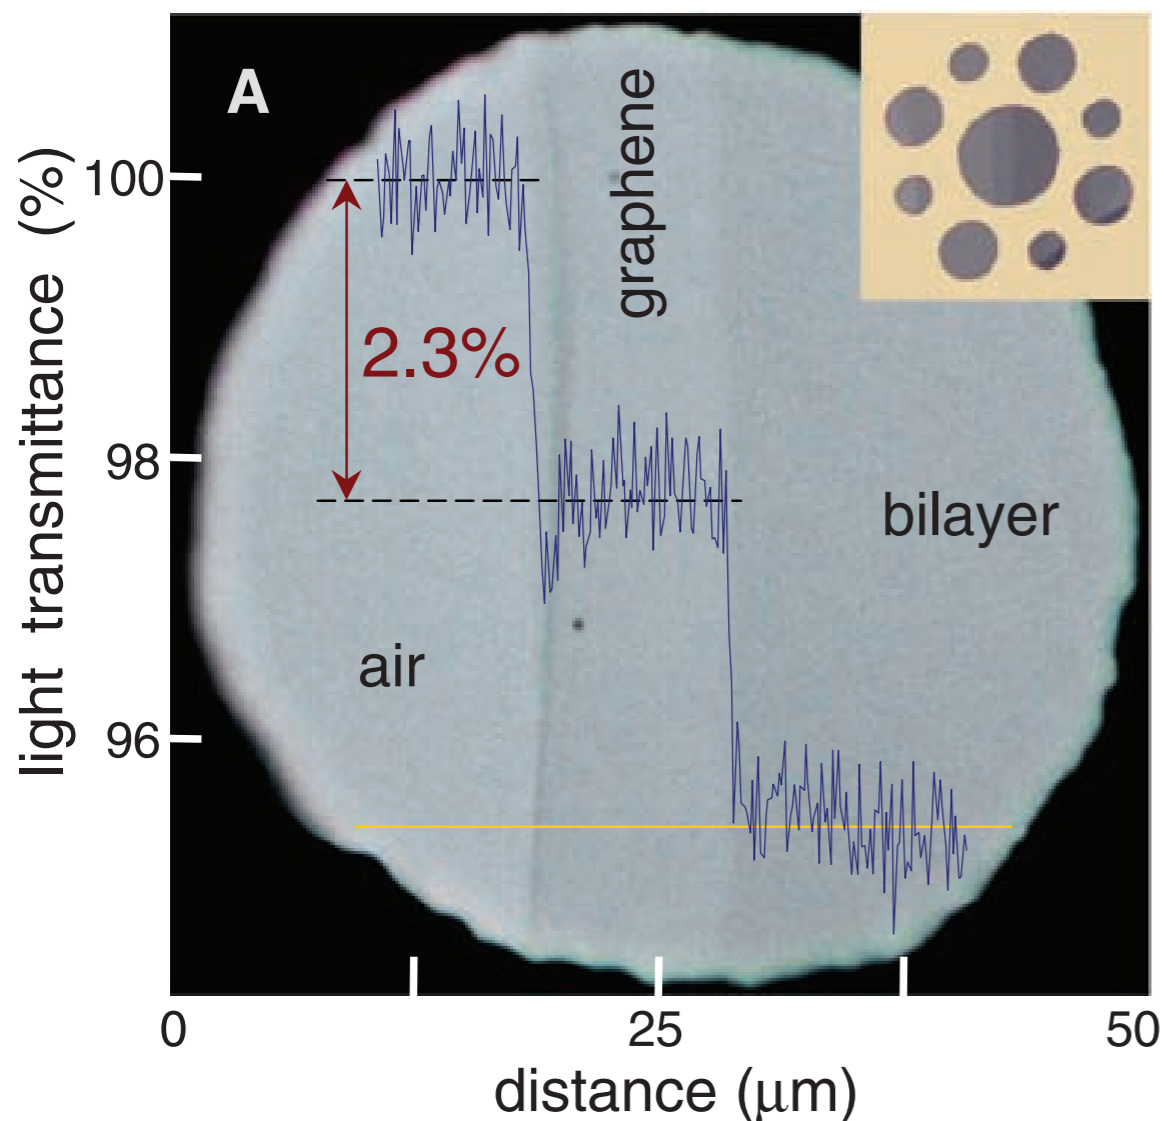 A
graphene
100
2.3%
98
bilayer
air
96
light transmittance (%)
0
25
50
distance (μm)